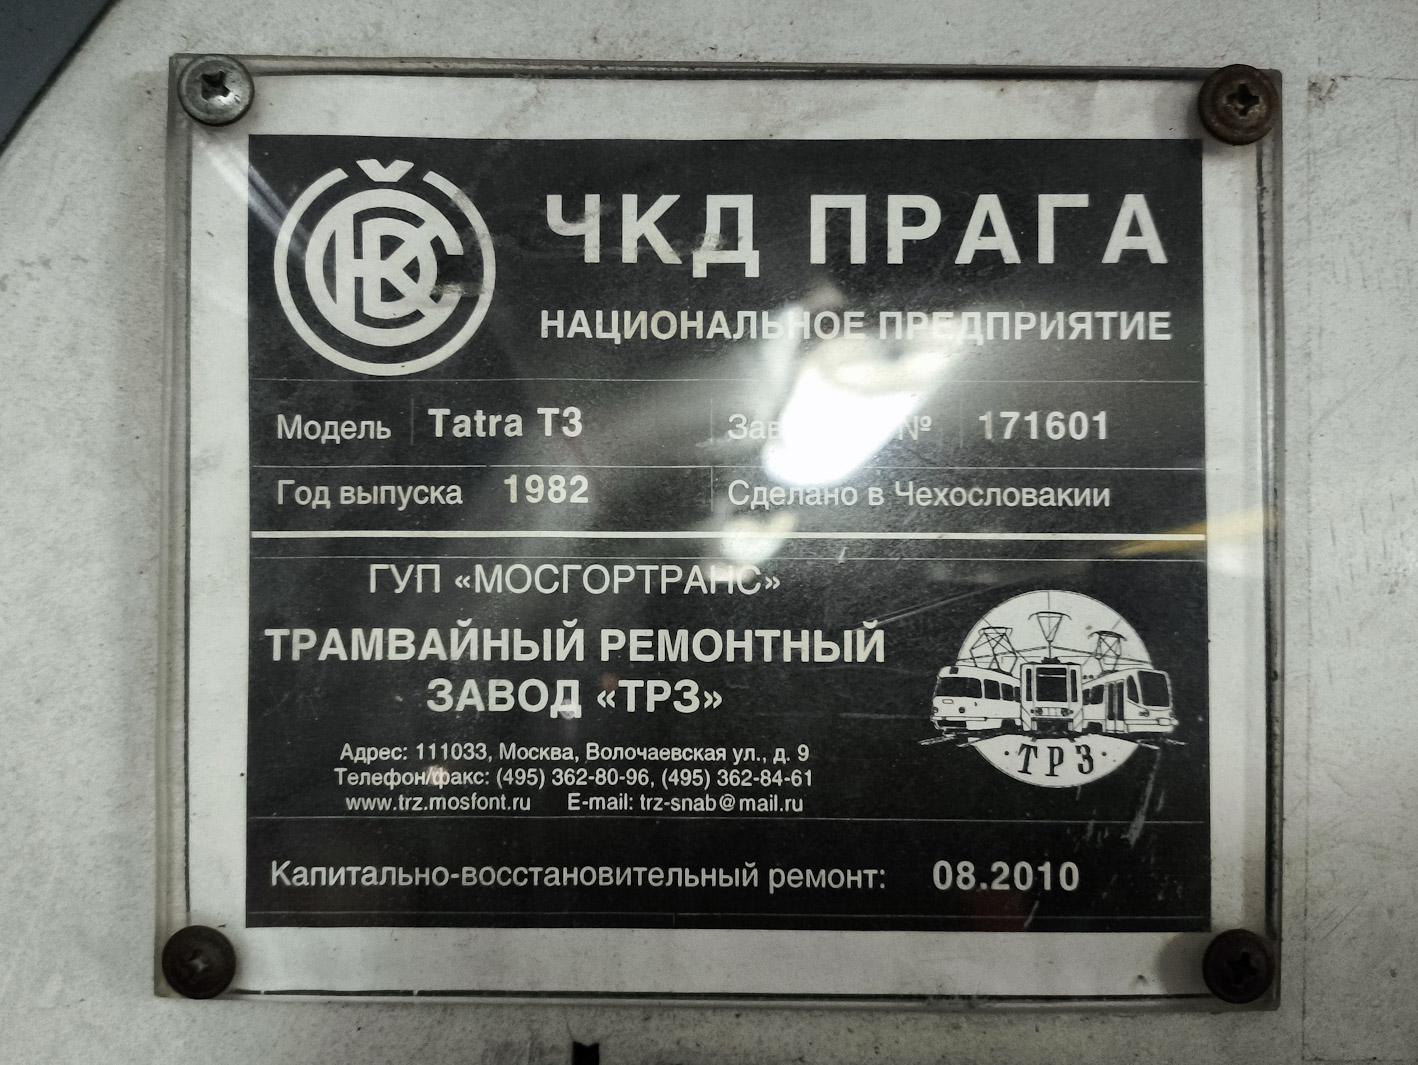 ČKD
ЧКД ПРАГА
НАЦИОНАЛЬНОЕ ПРЕДПРИЯТИЕ
Модель Tatra T3 №  171601
Год выпуска 1982 Сделано в Чехословакии
ГУП «МОСГОРТРАНС»
ТРАМВАЙНЫЙ РЕМОНТНЫЙ
ЗАВОД «ТРЗ»
Адрес: 111033, Москва, Волочаевская ул., д. 9
Телефон/факс: (495) 362-80-96, (495) 362-84-61
www.trz.mosfont.ru E-mail: trz-snab@mail.ru
· ТРЗ ·
Капитально-восстановительный ремонт: 08.2010